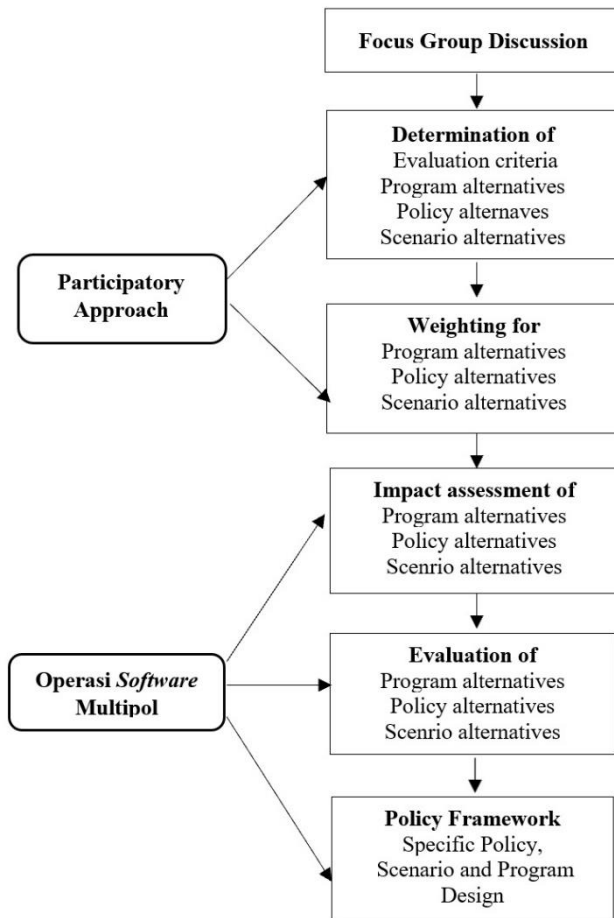 Focus Group Discussion
Determination of
Evaluation criteria
Program alternatives
Policy alternaves
Scenario alternatives
Participatory
Approach
Weighting for
Program alternatives
Policy alternatives
Scenario alternatives
Impact assessment of
Program alternatives
Policy alternatives
Scenrio alternatives
Operasi Software
Multipol
Evaluation of
Program alternatives
Policy alternatives
Scenrio alternatives
Policy Framework
Specific Policy,
Scenario and Program
Design